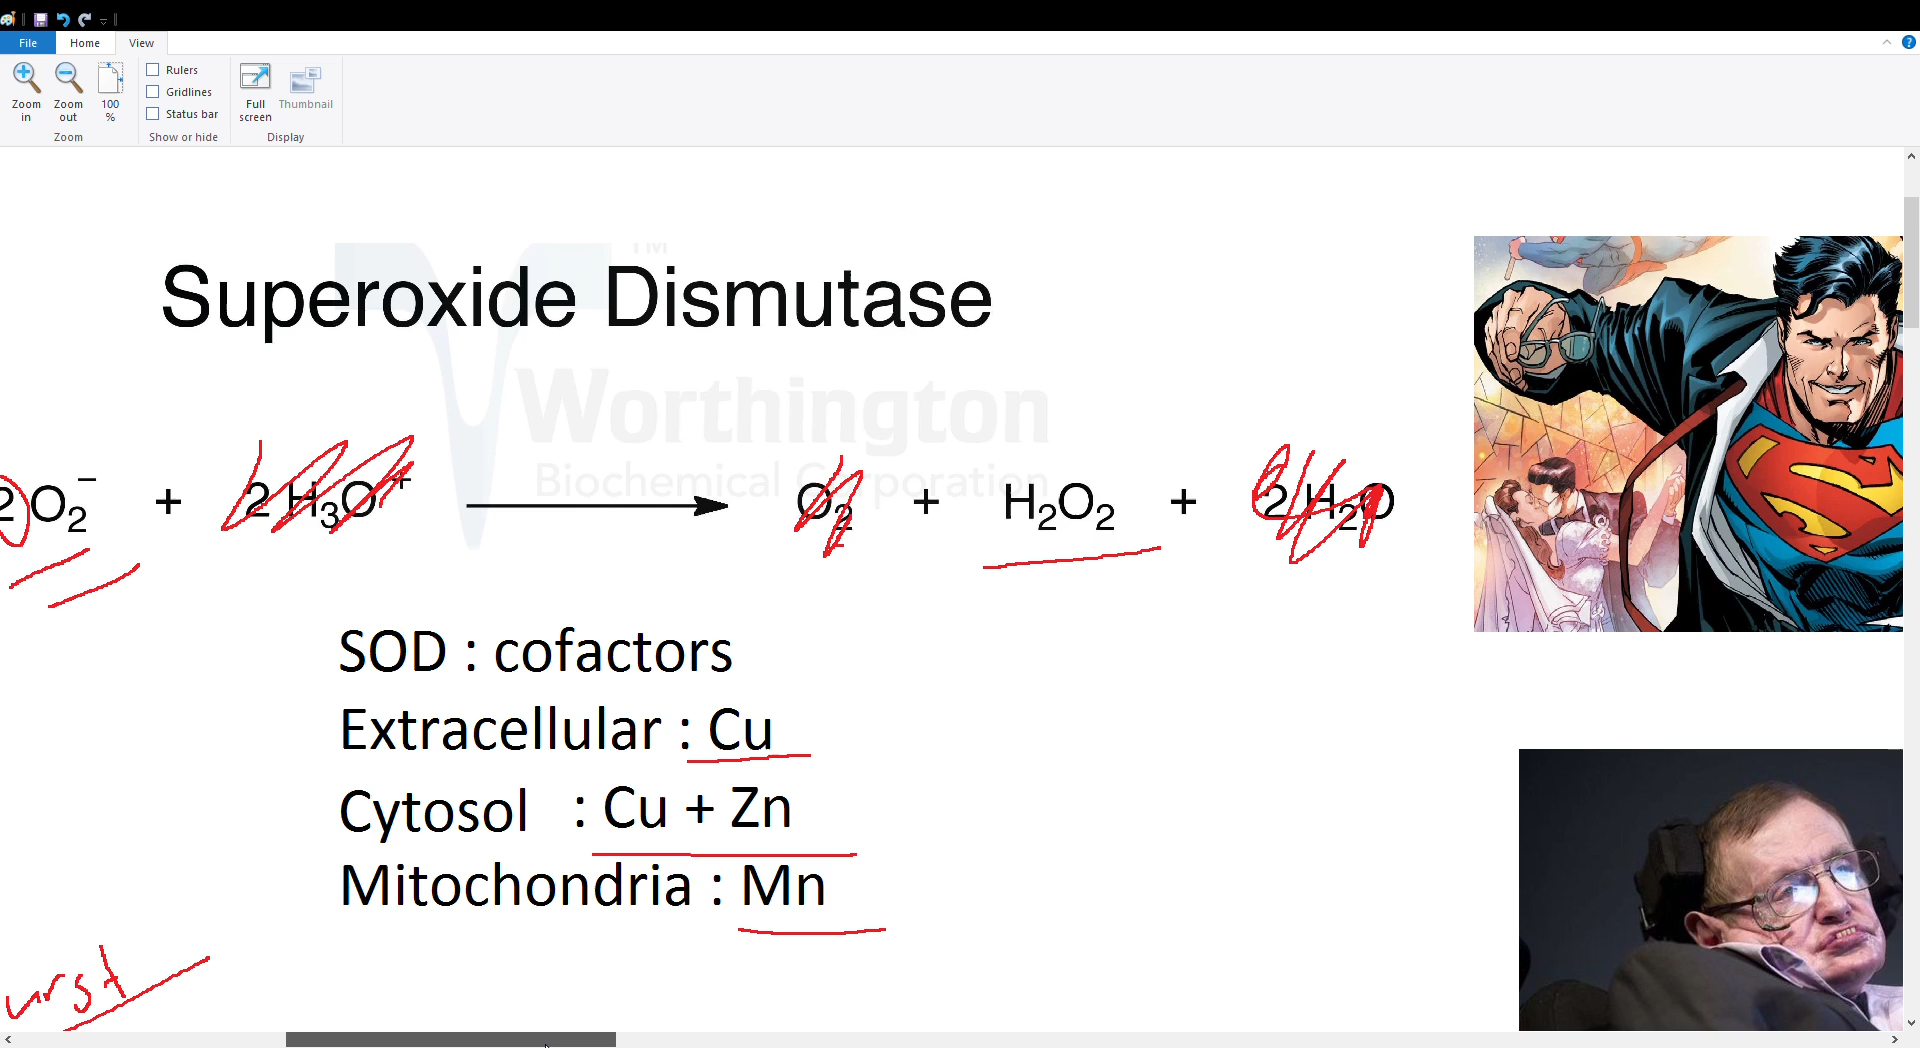 File Home View
Zoom in
Zoom out
100 %
Rulers
Gridlines
Status bar
Full screen
Thumbnail
Zoom
Show or hide
Display
TM
Superoxide Dismutase
Worthington
Biochemical Corporation
2 O₂⁻ + 2 H₃O⁺ → O₂ + H₂O₂ + 2 H₂O
SOD : cofactors
Extracellular : Cu
Cytosol : Cu + Zn
Mitochondria : Mn
urst